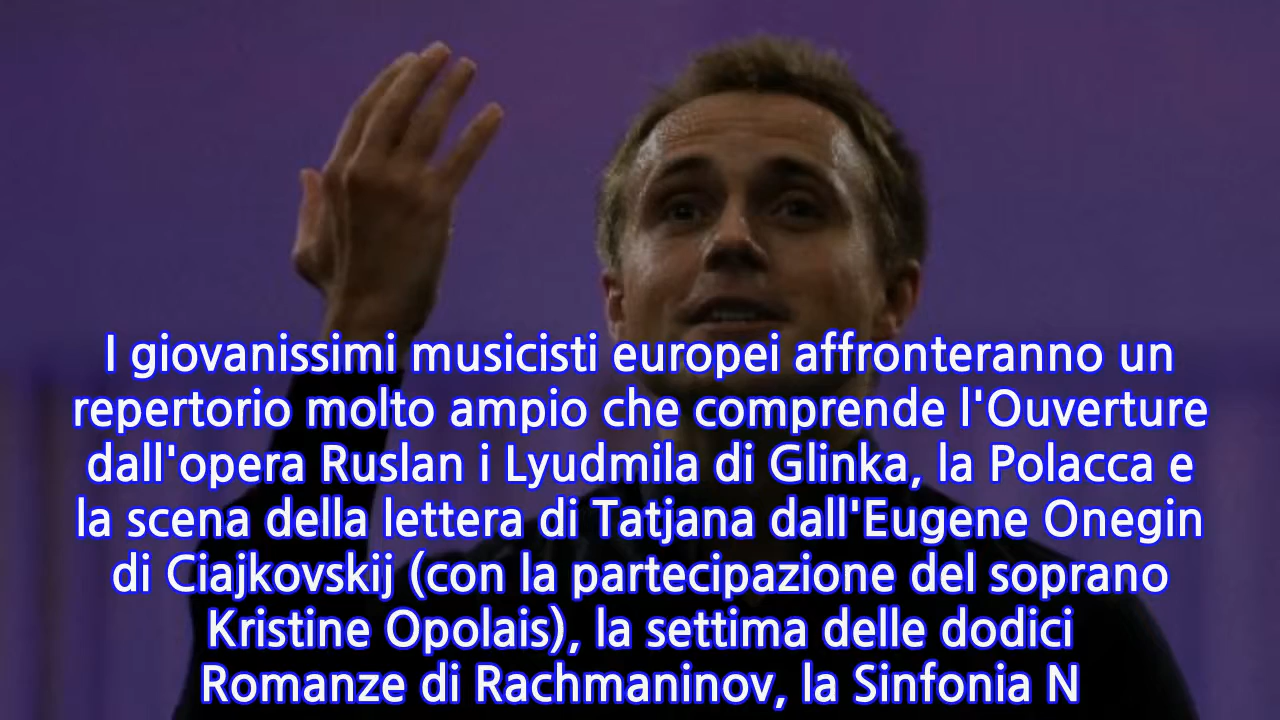 I giovanissimi musicisti europei affronteranno un
repertorio molto ampio che comprende l'Ouverture
dall'opera Ruslan i Lyudmila di Glinka, la Polacca e
la scena della lettera di Tatjana dall'Eugene Onegin
di Ciajkovskij (con la partecipazione del soprano
Kristine Opolais), la settima delle dodici
Romanze di Rachmaninov, la Sinfonia N